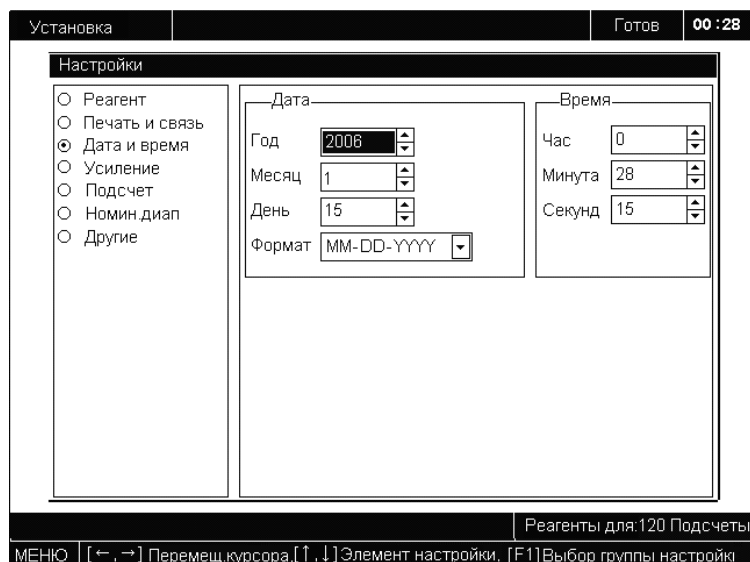 Установка Готов 00:28
Настройки
Реагент
Печать и связь
Дата и время
Усиление
Подсчет
Номин.диап
Другие
Дата
Год 2006
Месяц 1
День 15
Формат MM-DD-YYYY
Время
Час 0
Минута 28
Секунд 15
Реагенты для:120 Подсчеты
МЕНЮ [←,→] Перемещ.курсора,[↑,↓]Элемент настройки, [F1]Выбор группы настройки